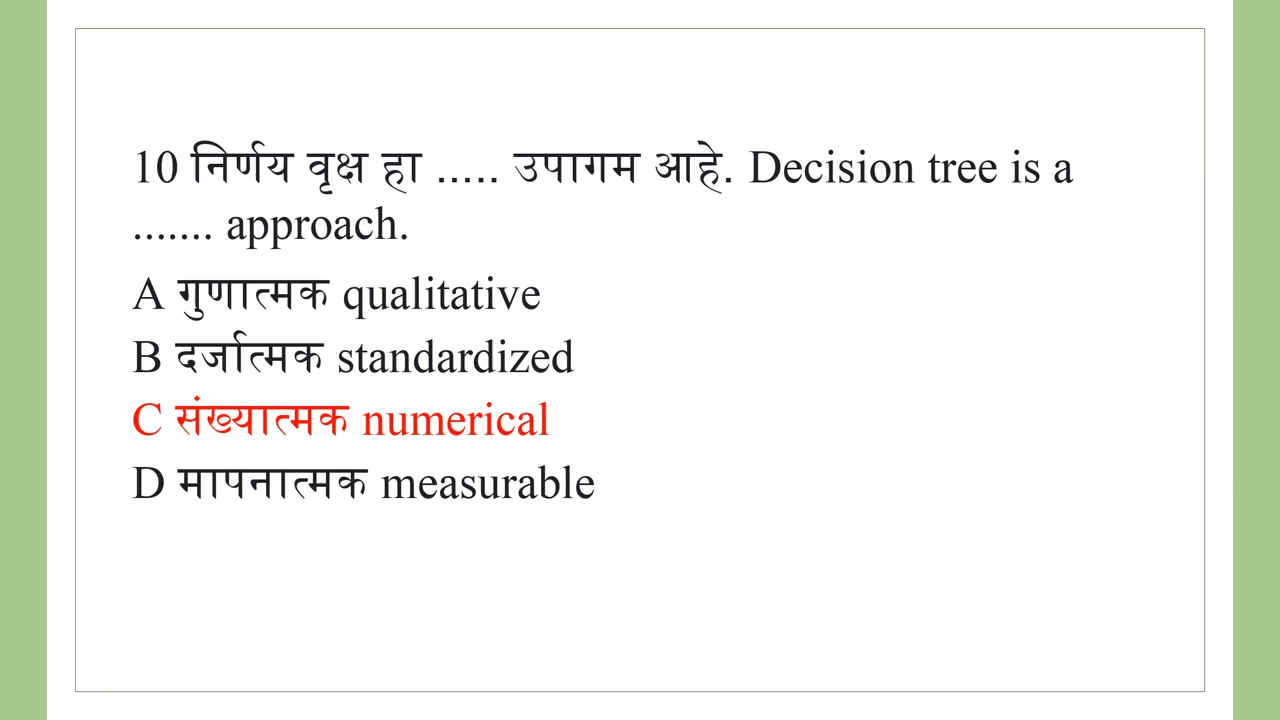 10 निर्णय वृक्ष हा ..... उपागम आहे. Decision tree is a
....... approach.
A गुणात्मक qualitative
B दर्जात्मक standardized
C संख्यात्मक numerical
D मापनात्मक measurable